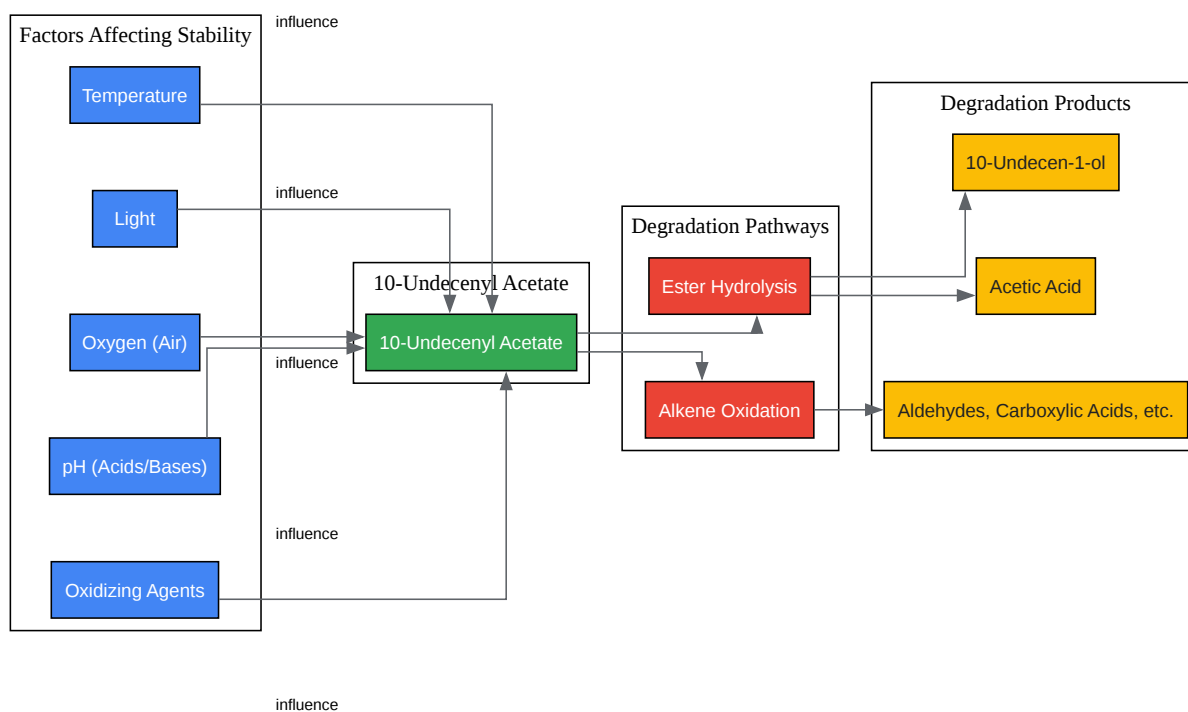 Factors Affecting Stability
Temperature
Light
Oxygen (Air)
pH (Acids/Bases)
Oxidizing Agents
influence
influence
influence
influence
influence
10-Undecenyl Acetate
10-Undecenyl Acetate
Degradation Pathways
Ester Hydrolysis
Alkene Oxidation
Degradation Products
10-Undecen-1-ol
Acetic Acid
Aldehydes, Carboxylic Acids, etc.